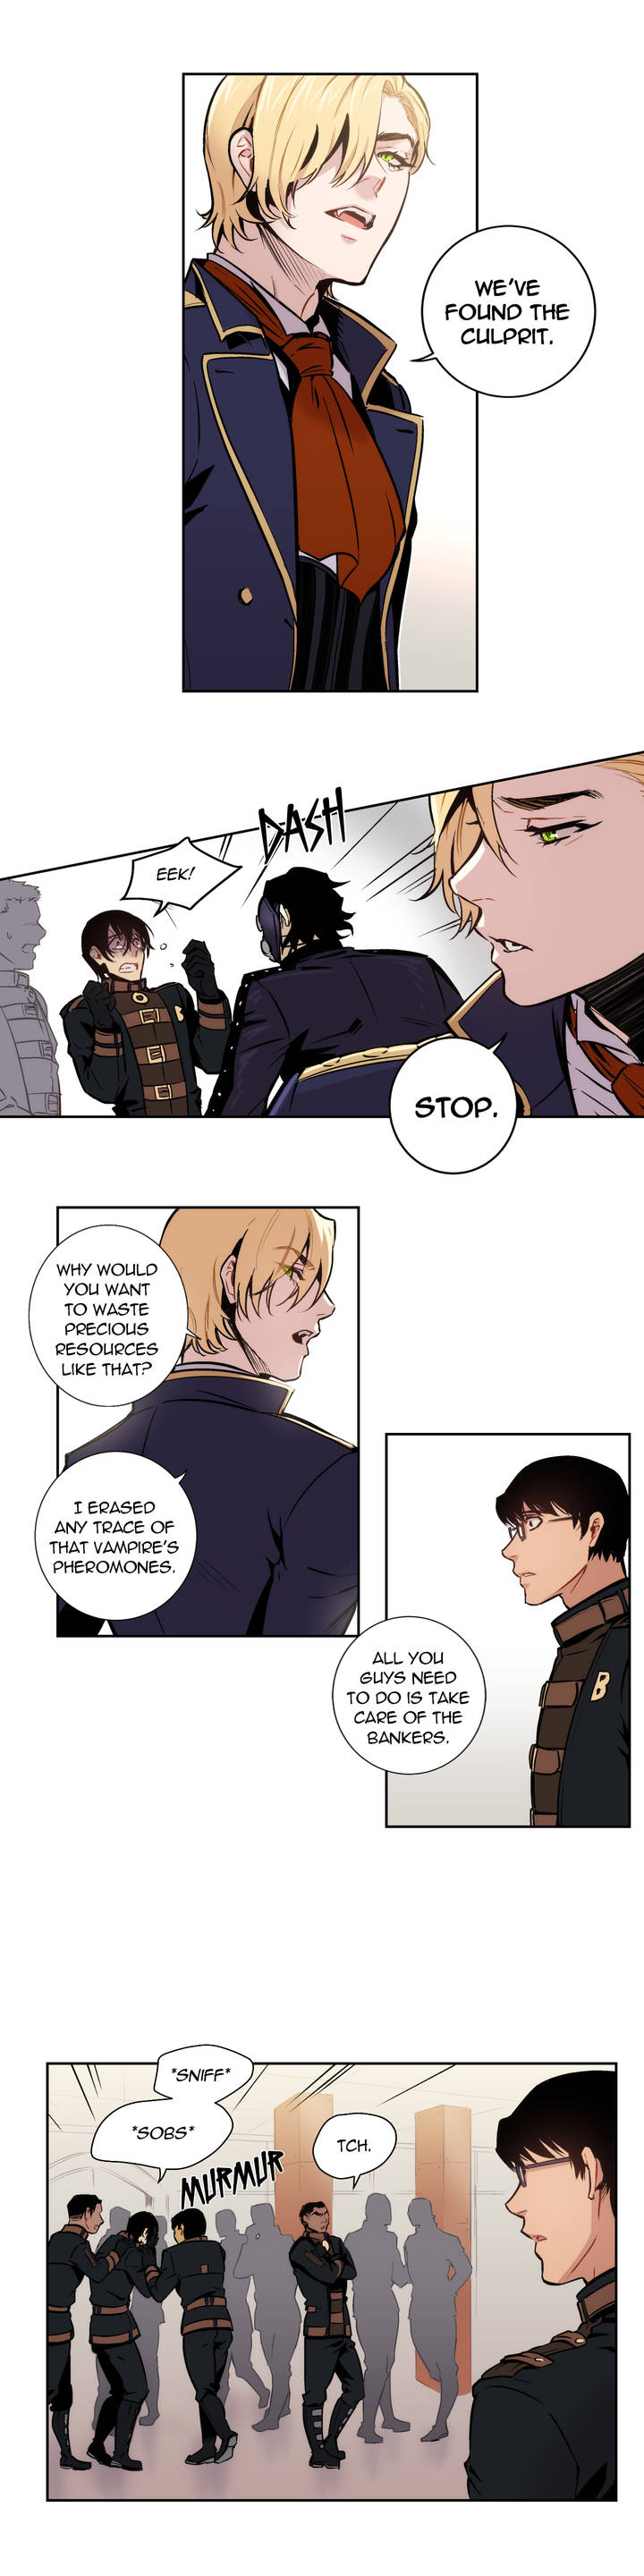 WE'VE
FOUND THE
CULPRIT.
DASH
EEK!
B
STOP.
WHY WOULD
YOU WANT
TO WASTE
PRECIOUS
RESOURCES
LIKE THAT?
I ERASED
ANY TRACE OF
THAT VAMPIRE'S
PHEROMONES.
B
ALL YOU
GUYS NEED
TO DO IS TAKE
CARE OF THE
BANKERS.
*SNIFF*
*SOBS*
TCH.
MURMUR